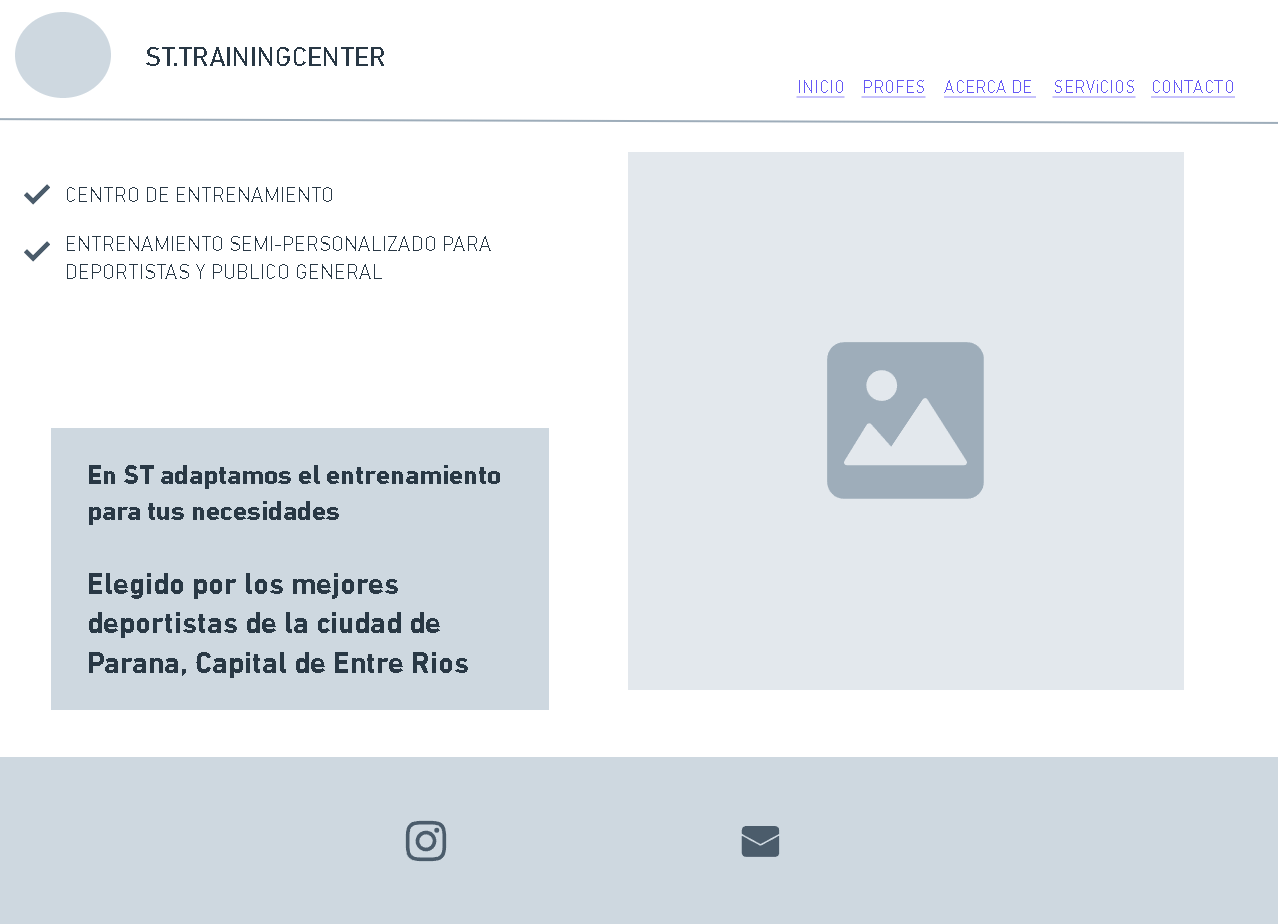 ST.TRAININGCENTER
INICIO PROFES ACERCA DE SERViCIOS CONTACTO
CENTRO DE ENTRENAMIENTO
ENTRENAMIENTO SEMI-PERSONALIZADO PARA
DEPORTISTAS Y PUBLICO GENERAL
En ST adaptamos el entrenamiento
para tus necesidades
Elegido por los mejores
deportistas de la ciudad de
Parana, Capital de Entre Rios